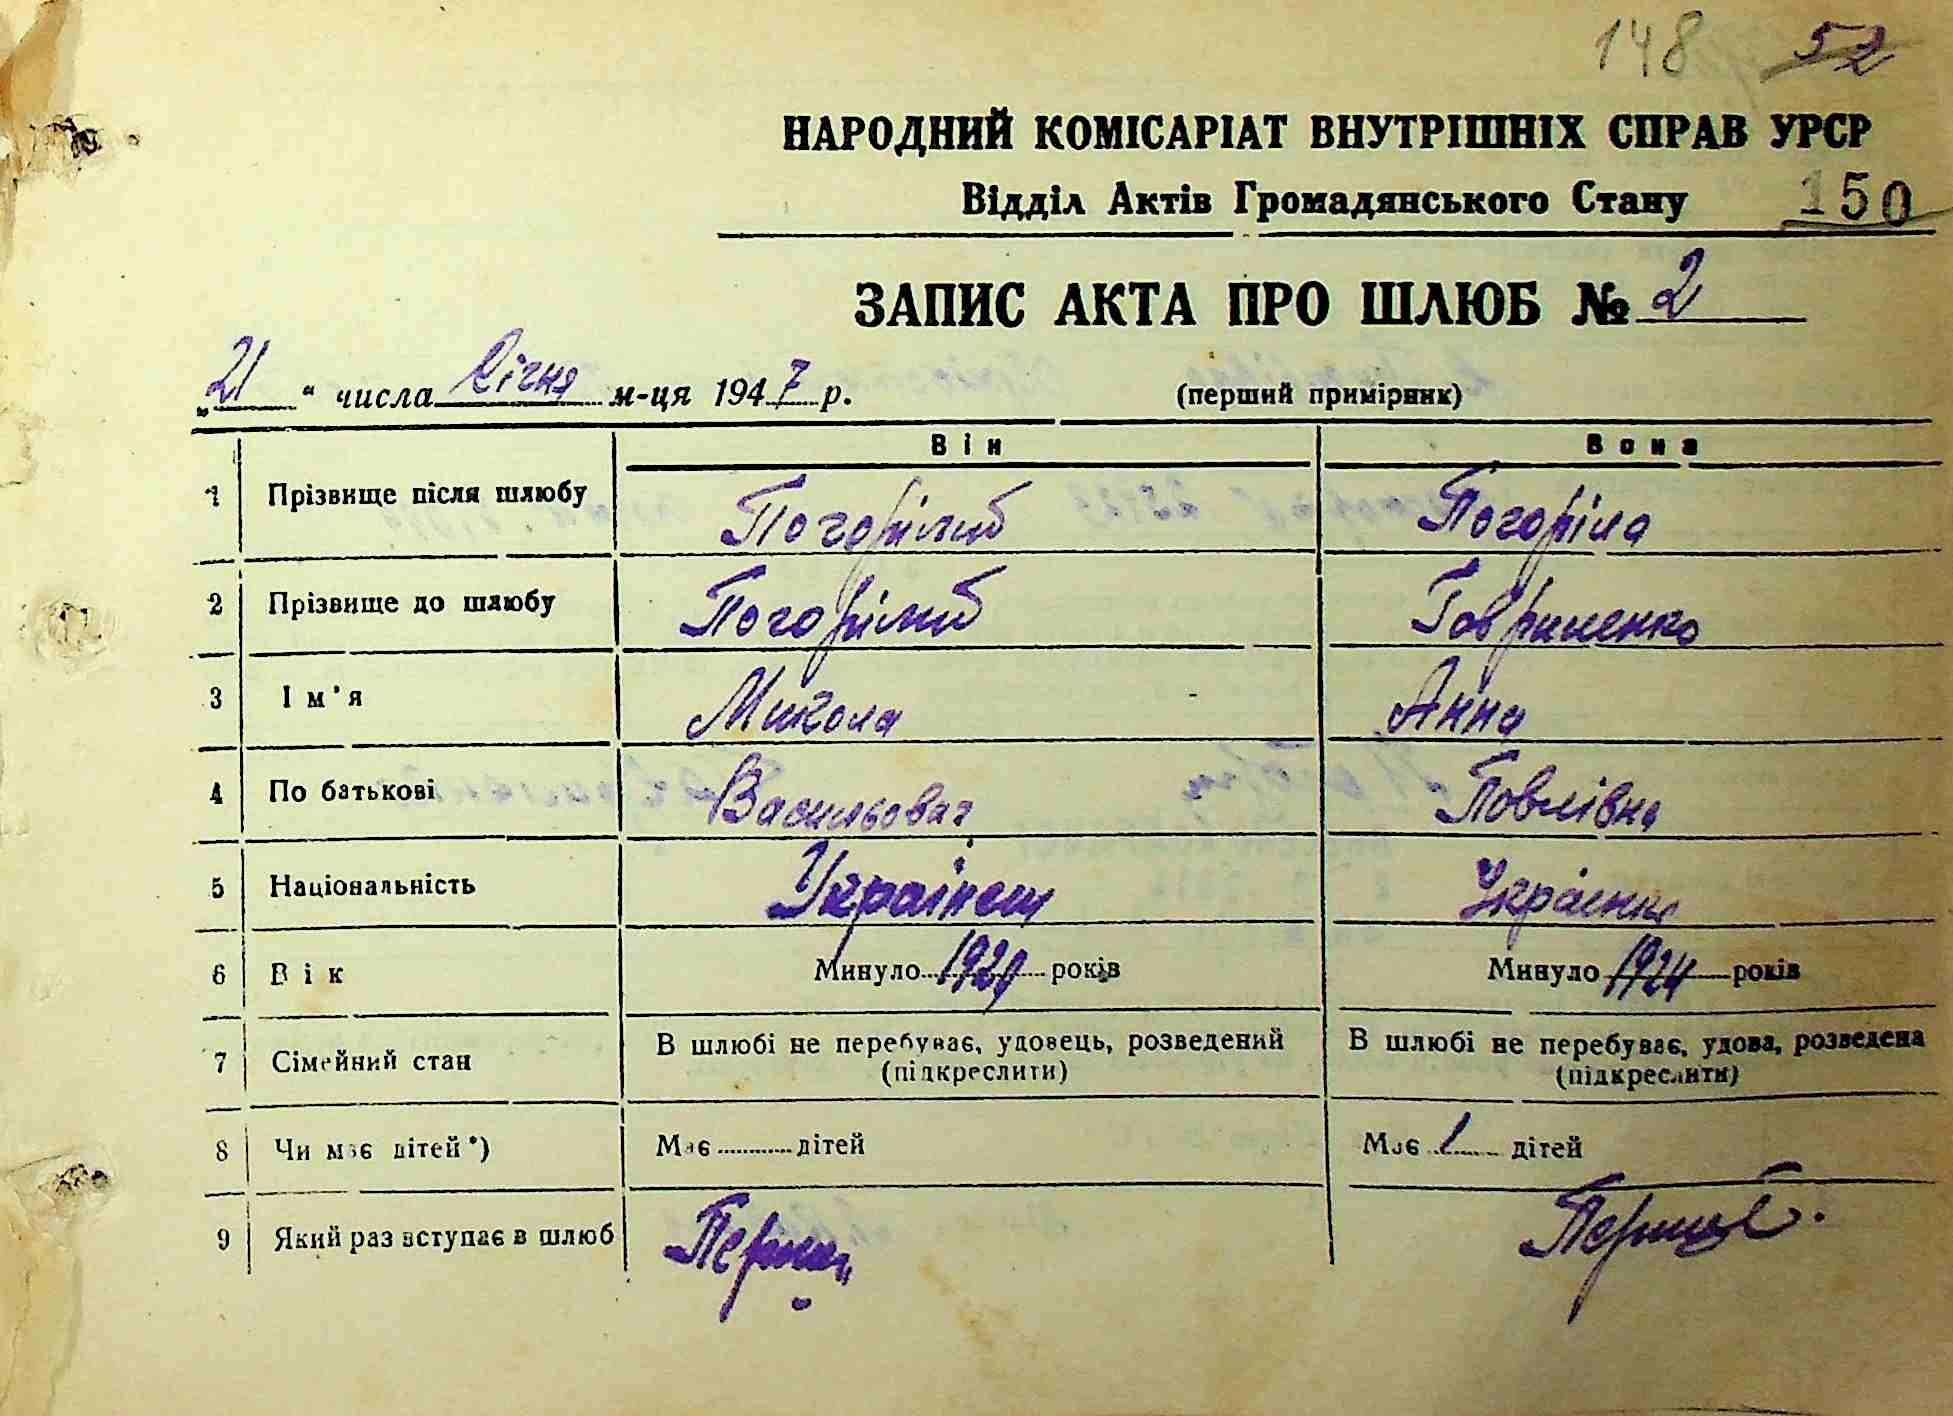 148 52
НАРОДНИЙ КОМІСАРІАТ ВНУТРІШНІХ СПРАВ УРСР
Відділ Актів Громадянського Стану 150
ЗАПИС АКТА ПРО ШЛЮБ № 2
„21“ числа Січня м-ця 1947 р. (перший примірник)
Він Вона
1 Прізвище після шлюбу Погорілий Погоріла
2 Прізвище до шлюбу Погорілий Говриленко
3 Ім'я Микола Анна
4 По батькові Васильович Повлівна
5 Національність Українец Українка
6 Вік Минуло 1920 років Минуло 1924 років
7 Сімейний стан В шлюбі не перебуває, удовець, розведений В шлюбі не перебуває, удова, розведена
(підкреслити) (підкреслити)
8 Чи має дітей*) Має дітей Має 1 дітей
9 Який раз вступає в шлюб Перший Перший